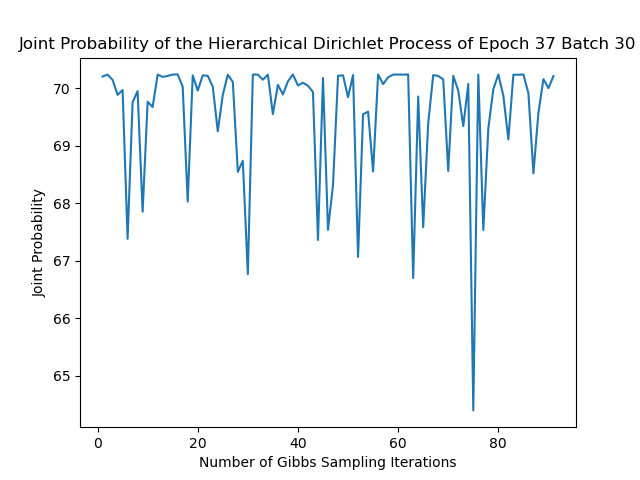 Joint Probability of the Hierarchical Dirichlet Process of Epoch 37 Batch 30
70
69
68
67
66
65
Joint Probability
0 20 40 60 80
Number of Gibbs Sampling Iterations